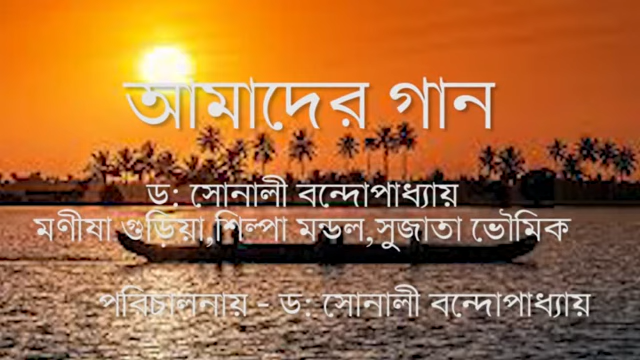 আমাদের গান
ড: সোনালী বন্দোপাধ্যায়
মণীষা গুড়িয়া,শিল্পা মন্ডল,সুজাতা ভৌমিক
পরিচালনায় - ড: সোনালী বন্দোপাধ্যায়